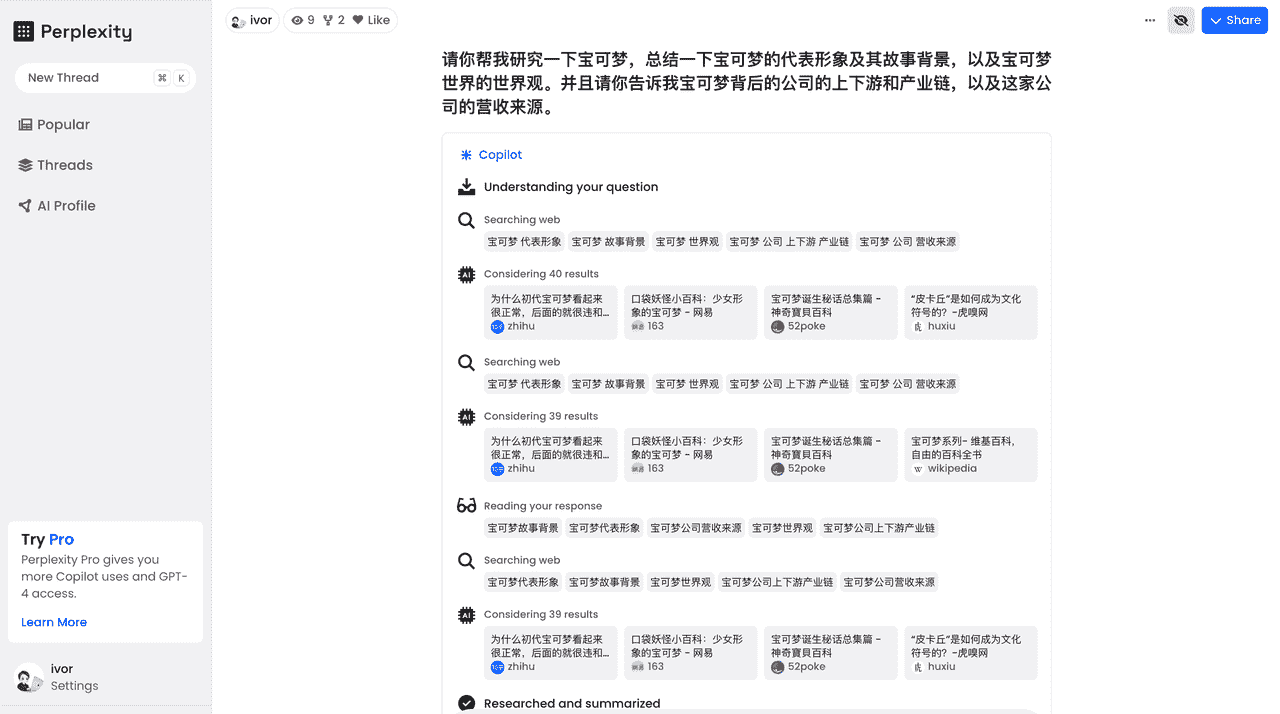 Perplexity
New Thread ⌘ K
Popular
Threads
AI Profile
Try Pro
Perplexity Pro gives you
more Copilot uses and GPT-
4 access.
Learn More
ivor
Settings
ivor 9 2 Like
Share
请你帮我研究一下宝可梦，总结一下宝可梦的代表形象及其故事背景，以及宝可梦
世界的世界观。并且请你告诉我宝可梦背后的公司的上下游和产业链，以及这家公
司的营收来源。
Copilot
Understanding your question
Searching web
宝可梦 代表形象 宝可梦 故事背景 宝可梦 世界观 宝可梦 公司 上下游 产业链 宝可梦 公司 营收来源
Considering 40 results
为什么初代宝可梦看起来
很正常，后面的就很违和...
zhihu
口袋妖怪小百科：少女形
象的宝可梦 - 网易
163
宝可梦诞生秘话总集篇 -
神奇寶貝百科
52poke
“皮卡丘”是如何成为文化
符号的？-虎嗅网
huxiu
Searching web
宝可梦 代表形象 宝可梦 故事背景 宝可梦 世界观 宝可梦 公司 上下游 产业链 宝可梦 公司 营收来源
Considering 39 results
为什么初代宝可梦看起来
很正常，后面的就很违和...
zhihu
口袋妖怪小百科：少女形
象的宝可梦 - 网易
163
宝可梦诞生秘话总集篇 -
神奇寶貝百科
52poke
宝可梦系列- 维基百科，
自由的百科全书
wikipedia
Reading your response
宝可梦故事背景 宝可梦代表形象 宝可梦公司营收来源 宝可梦世界观 宝可梦公司上下游产业链
Searching web
宝可梦代表形象 宝可梦故事背景 宝可梦世界观 宝可梦公司上下游产业链 宝可梦公司营收来源
Considering 39 results
为什么初代宝可梦看起来
很正常，后面的就很违和...
zhihu
口袋妖怪小百科：少女形
象的宝可梦 - 网易
163
宝可梦诞生秘话总集篇 -
神奇寶貝百科
52poke
“皮卡丘”是如何成为文化
符号的？-虎嗅网
huxiu
Researched and summarized